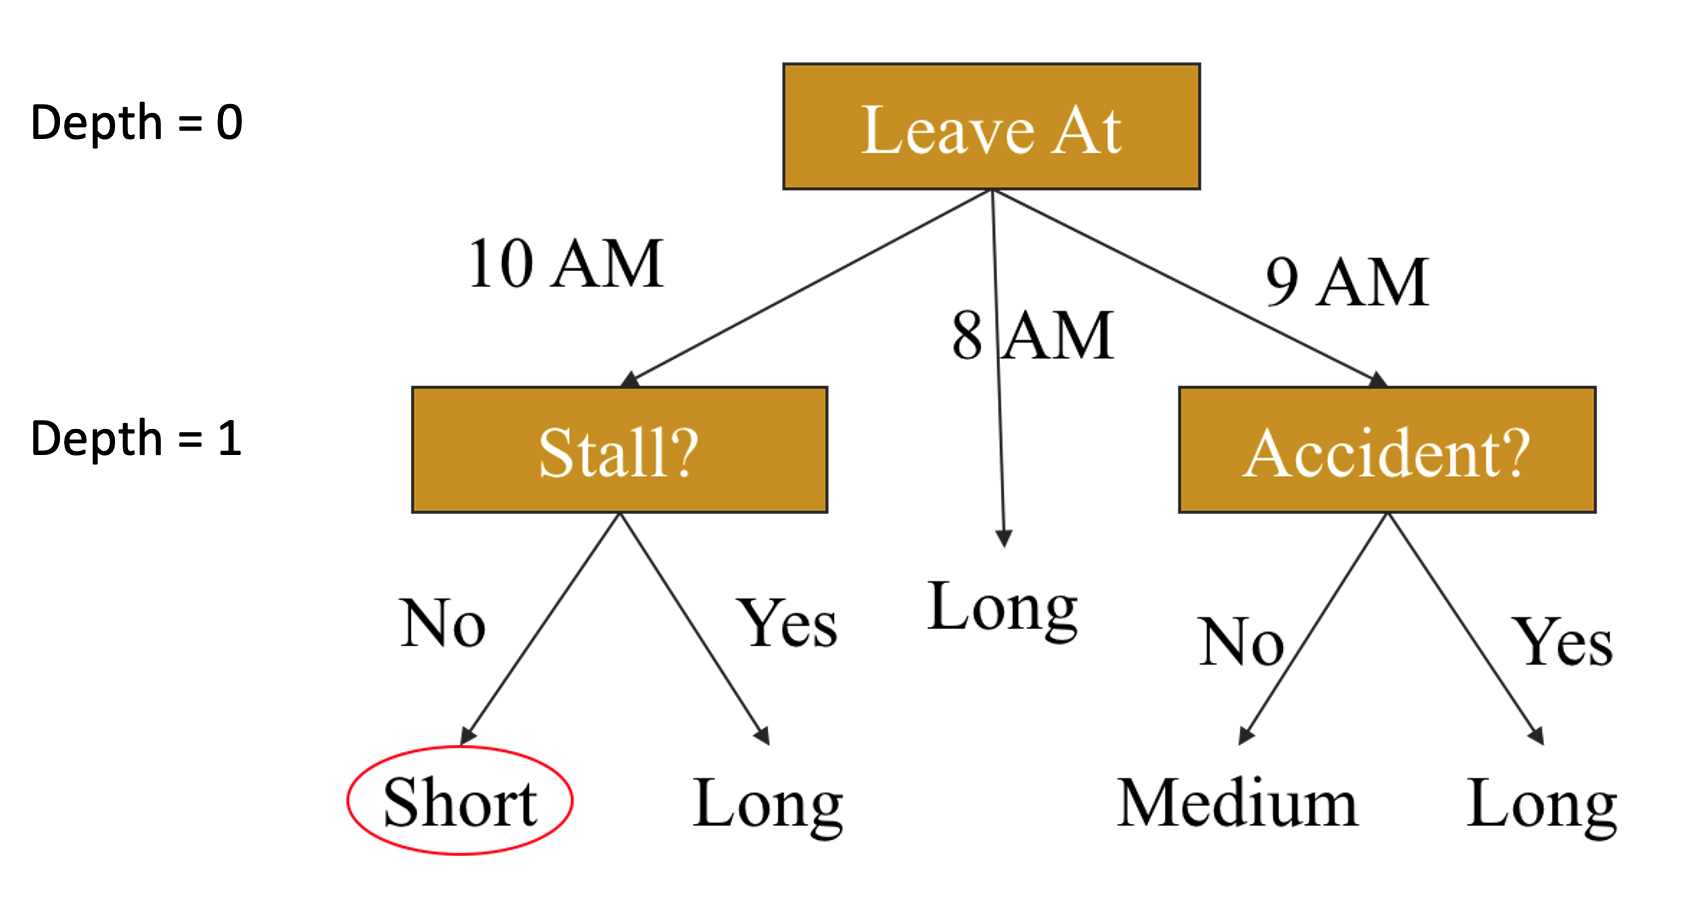 Depth = 0
Leave At
10 AM
8 AM
9 AM
Depth = 1
Stall?
Accident?
No
Yes
Long
No
Yes
Short
Long
Medium
Long